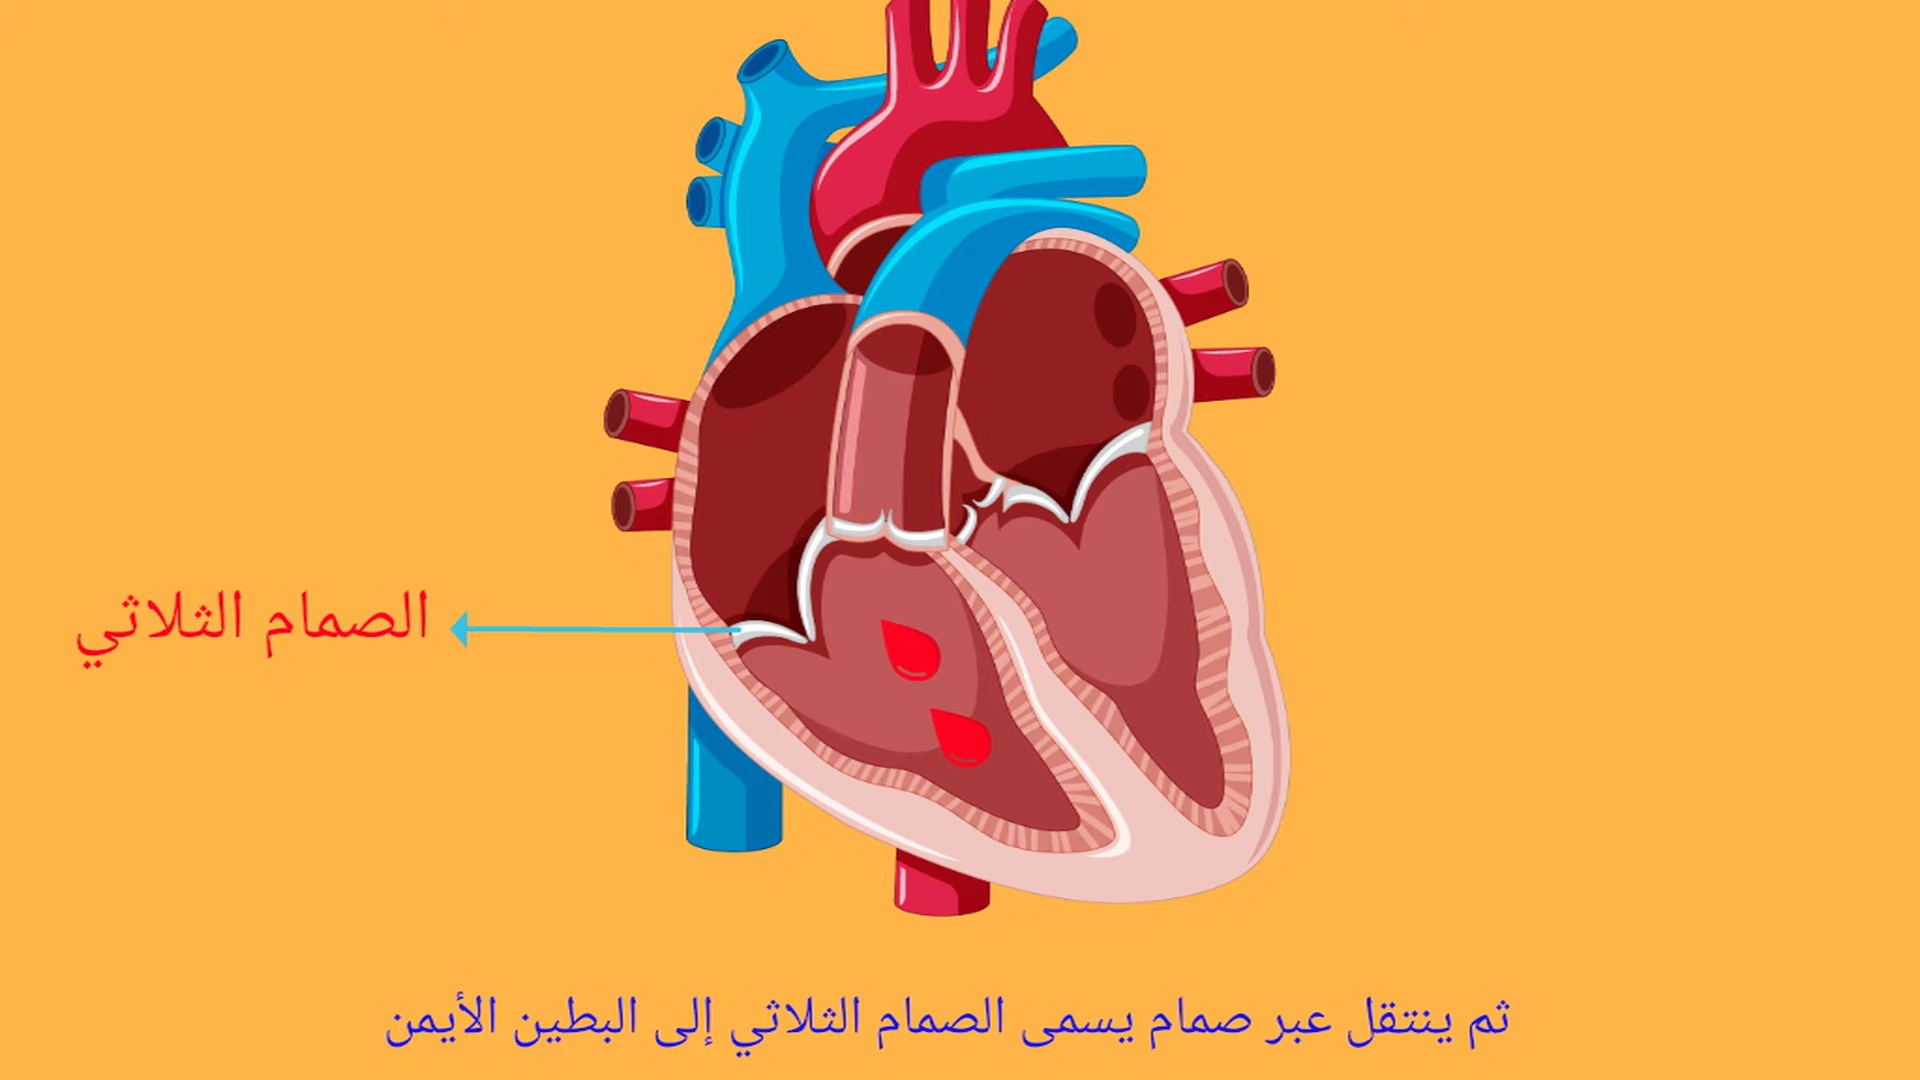 الصمام الثلاثي
ثم ينتقل عبر صمام يسمى الصمام الثلاثي إلى البطين الأيمن